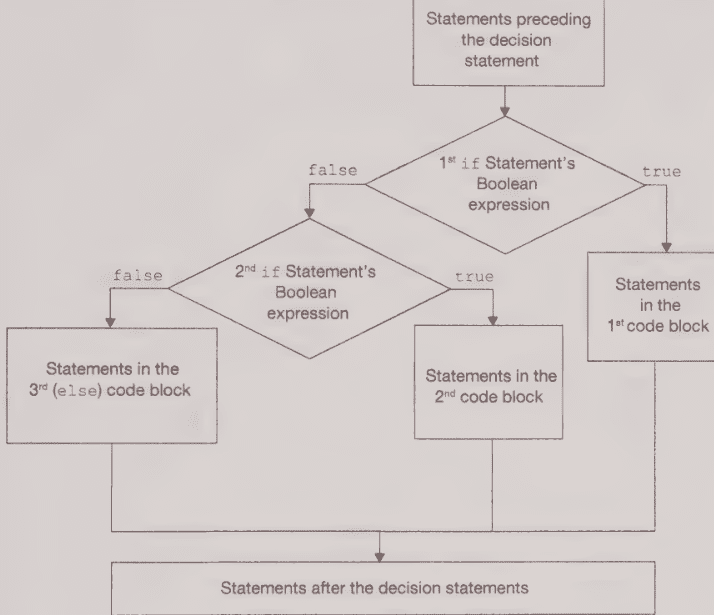 Statements preceding
the decision
statement
1st if Statement's
Boolean
expression
false
true
2nd if Statement's
Boolean
expression
false
true
Statements
in the
1st code block
Statements in the
3rd (else) code block
Statements in the
2nd code block
Statements after the decision statements